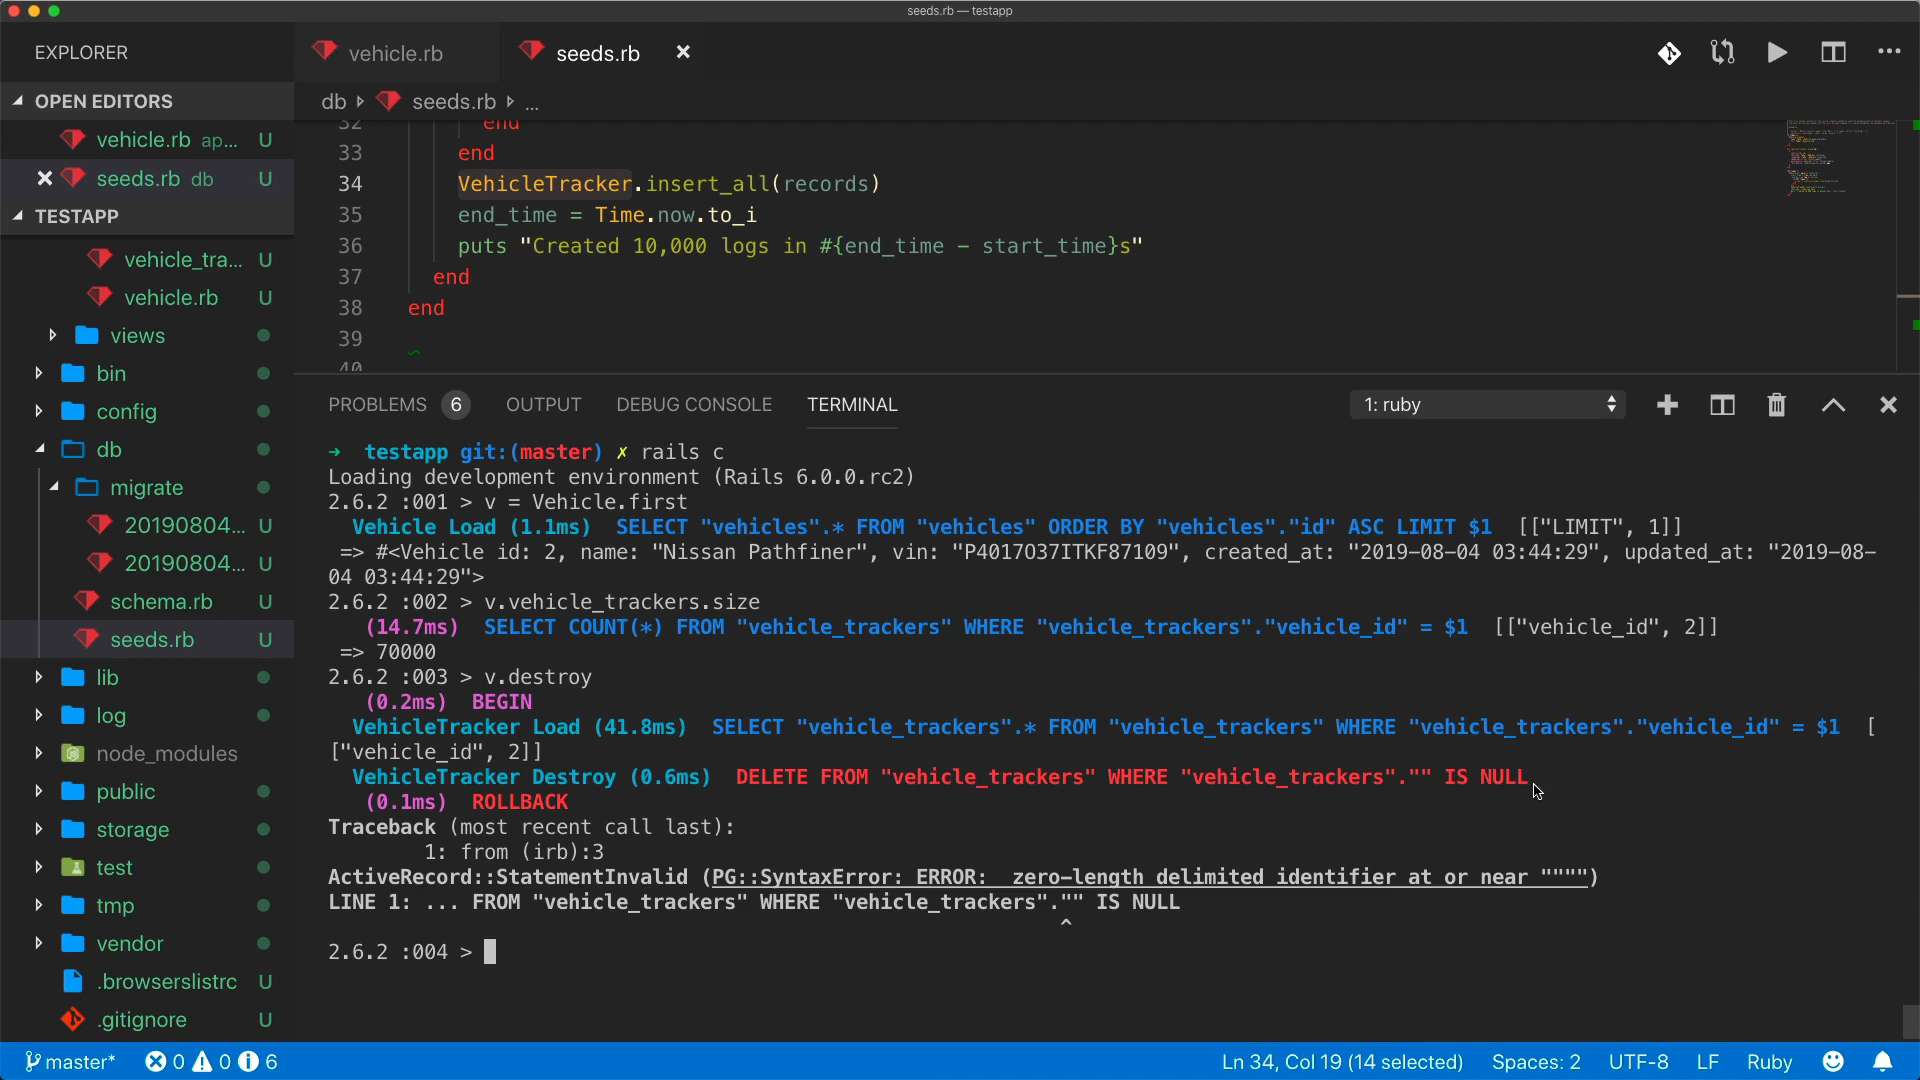 seeds.rb — testapp
EXPLORER
vehicle.rb
seeds.rb
OPEN EDITORS
db seeds.rb ...
vehicle.rb ap... U
seeds.rb db U
TESTAPP
vehicle_tra... U
vehicle.rb U
views
bin
config
db
migrate
20190804... U
20190804... U
schema.rb U
seeds.rb U
lib
log
node_modules
public
storage
test
tmp
vendor
.browserslistrc U
.gitignore U
32 end
33 end
34 VehicleTracker.insert_all(records)
35 end_time = Time.now.to_i
36 puts "Created 10,000 logs in #{end_time - start_time}s"
37 end
38 end
39
40
PROBLEMS 6 OUTPUT DEBUG CONSOLE TERMINAL 1: ruby
→ testapp git:(master) ✗ rails c
Loading development environment (Rails 6.0.0.rc2)
2.6.2 :001 > v = Vehicle.first
Vehicle Load (1.1ms) SELECT "vehicles".* FROM "vehicles" ORDER BY "vehicles"."id" ASC LIMIT $1 [["LIMIT", 1]]
=> #<Vehicle id: 2, name: "Nissan Pathfiner", vin: "P4017O37ITKF87109", created_at: "2019-08-04 03:44:29", updated_at: "2019-08-
04 03:44:29">
2.6.2 :002 > v.vehicle_trackers.size
(14.7ms) SELECT COUNT(*) FROM "vehicle_trackers" WHERE "vehicle_trackers"."vehicle_id" = $1 [["vehicle_id", 2]]
=> 70000
2.6.2 :003 > v.destroy
(0.2ms) BEGIN
VehicleTracker Load (41.8ms) SELECT "vehicle_trackers".* FROM "vehicle_trackers" WHERE "vehicle_trackers"."vehicle_id" = $1 [
["vehicle_id", 2]]
VehicleTracker Destroy (0.6ms) DELETE FROM "vehicle_trackers" WHERE "vehicle_trackers"."" IS NULL
(0.1ms) ROLLBACK
Traceback (most recent call last):
1: from (irb):3
ActiveRecord::StatementInvalid (PG::SyntaxError: ERROR: zero-length delimited identifier at or near """")
LINE 1: ... FROM "vehicle_trackers" WHERE "vehicle_trackers"."" IS NULL
^
2.6.2 :004 >
master* 0 0 6 Ln 34, Col 19 (14 selected) Spaces: 2 UTF-8 LF Ruby